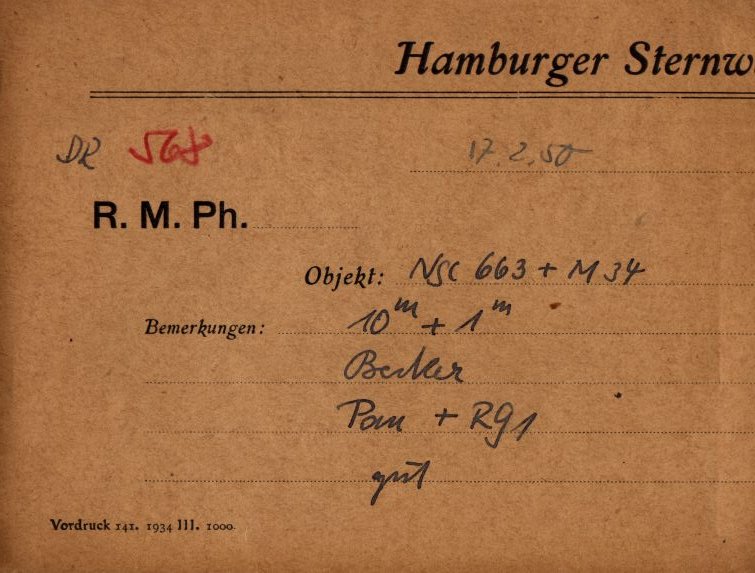 Hamburger Sternw
DR 568 17.2.50
R. M. Ph.
Objekt: NGC 663 + M 34
Bemerkungen: 10m + 1m
Becker
Pan + RG1
gut
Vordruck 141. 1934 III. 1000.